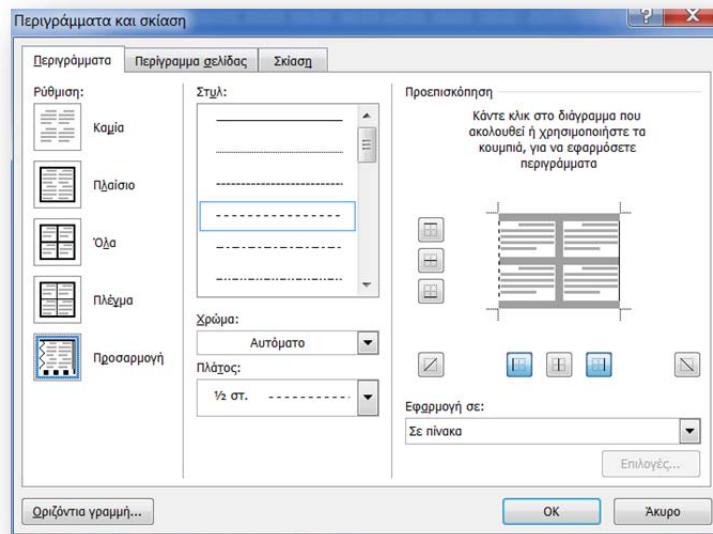 Περιγράμματα και σκίαση
Περιγράμματα
Περίγραμμα σελίδας
Σκίαση
Ρύθμιση:
Καμία
Πλαίσιο
Όλα
Πλέγμα
Προσαρμογή
Στυλ:
Χρώμα:
Αυτόματο
Πλάτος:
½ στ.
Προεπισκόπηση
Κάντε κλικ στο διάγραμμα που
ακολουθεί ή χρησιμοποιήστε τα
κουμπιά, για να εφαρμόσετε
περιγράμματα
Εφαρμογή σε:
Σε πίνακα
Επιλογές...
Οριζόντια γραμμή...
OK
Άκυρο